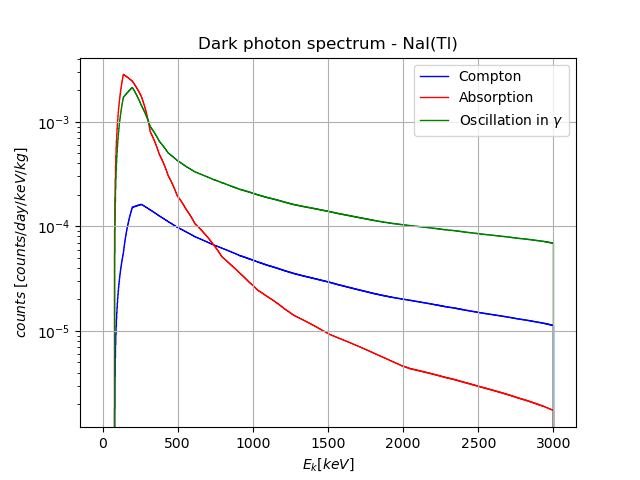 Dark photon spectrum - NaI(Tl)
Compton
Absorption
Oscillation in γ
counts [counts/day/keV/kg]
10⁻³
10⁻⁴
10⁻⁵
0 500 1000 1500 2000 2500 3000
Eₖ[keV]